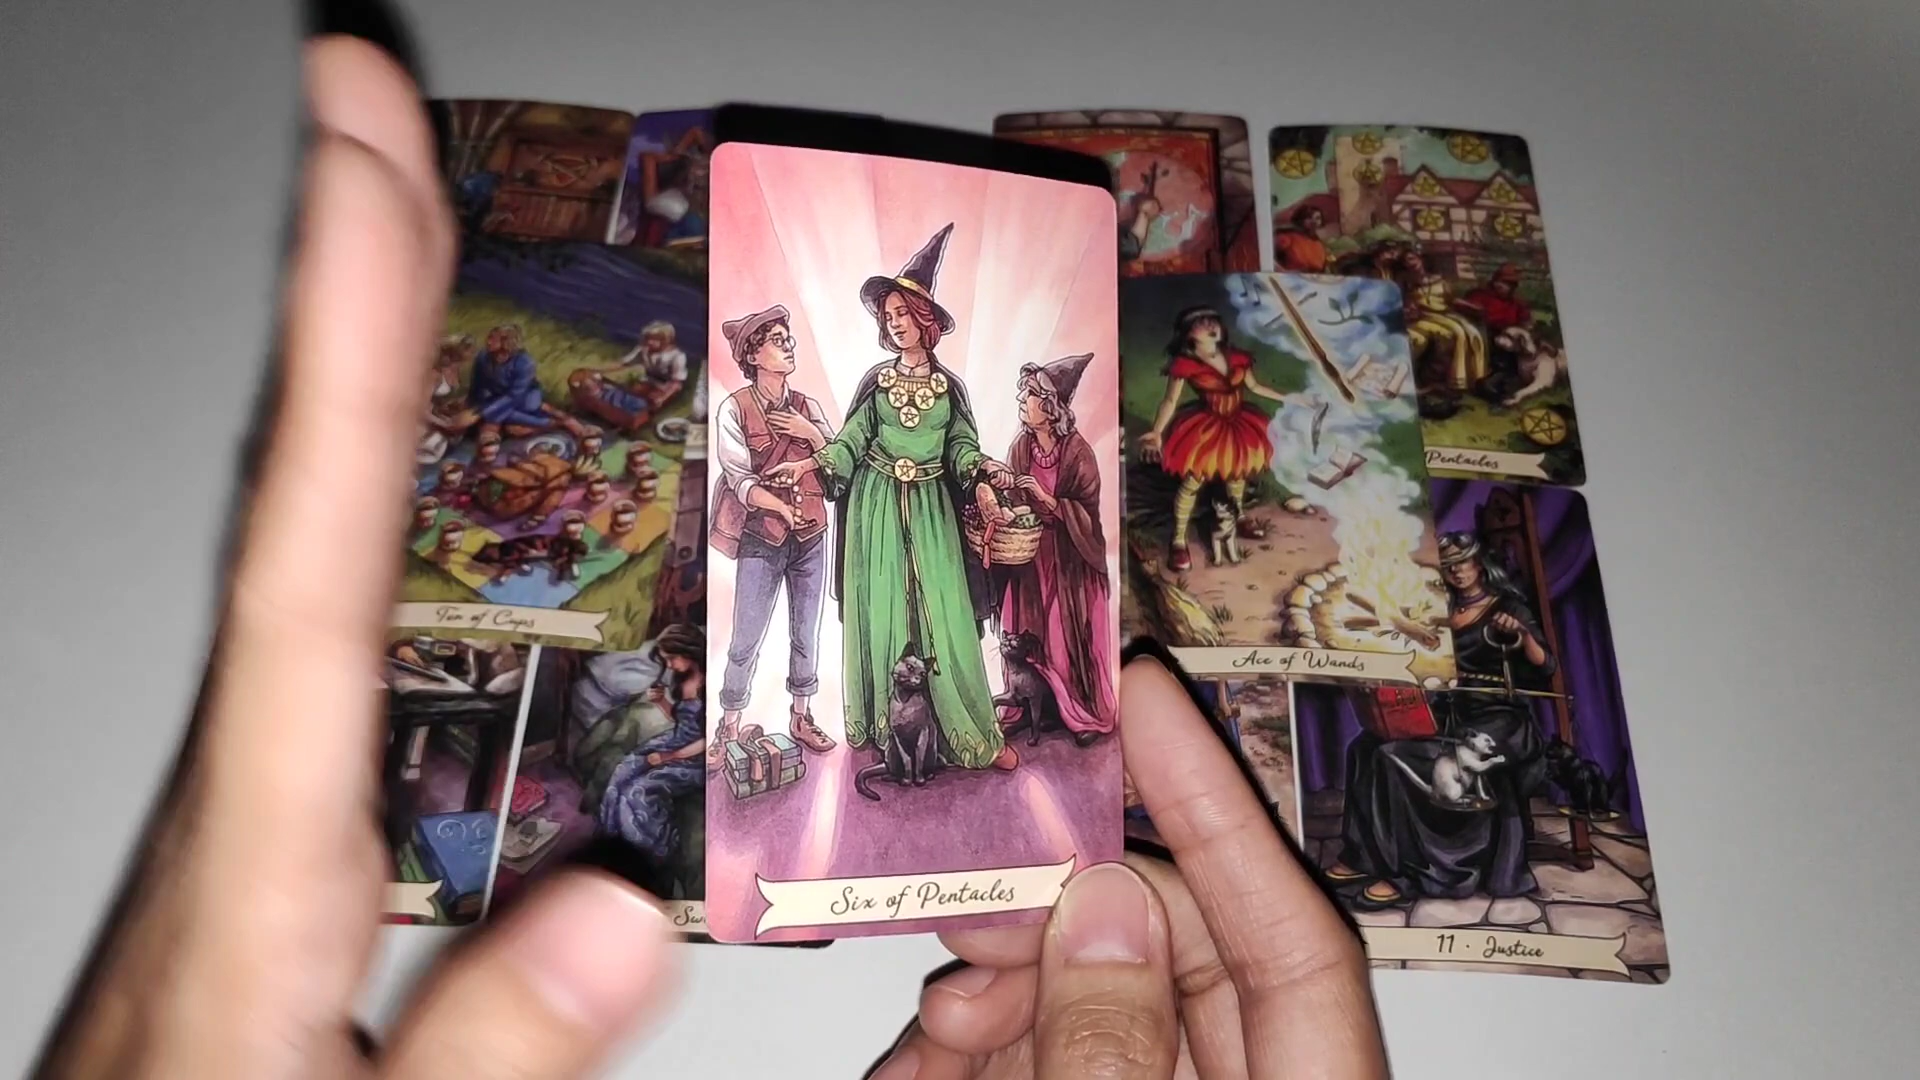 Pentacles
Ten of Cups
Ace of Wands
Six of Pentacles
11 · Justice